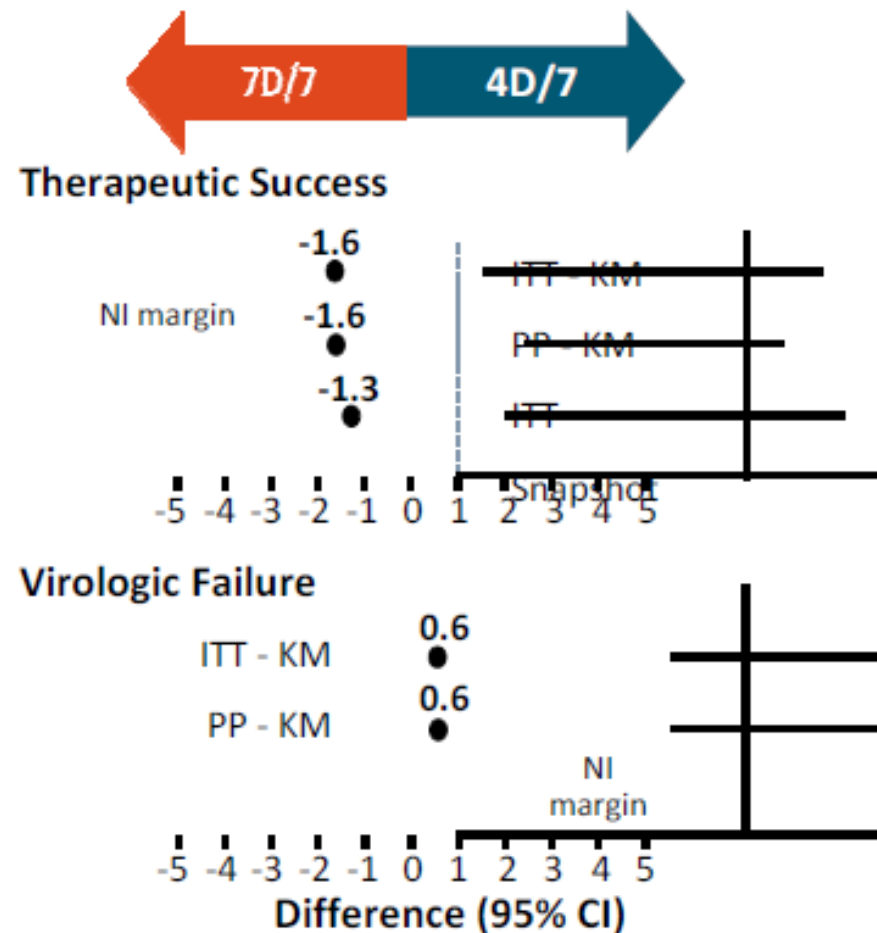 7D/7 4D/7
Therapeutic Success
-1.6 ITT - KM
NI margin -1.6 PP - KM
-1.3 ITT
Snapshot
-5 -4 -3 -2 -1 0 1 2 3 4 5
Virologic Failure
0.6
ITT - KM
0.6
PP - KM
NI
margin
-5 -4 -3 -2 -1 0 1 2 3 4 5
Difference (95% CI)